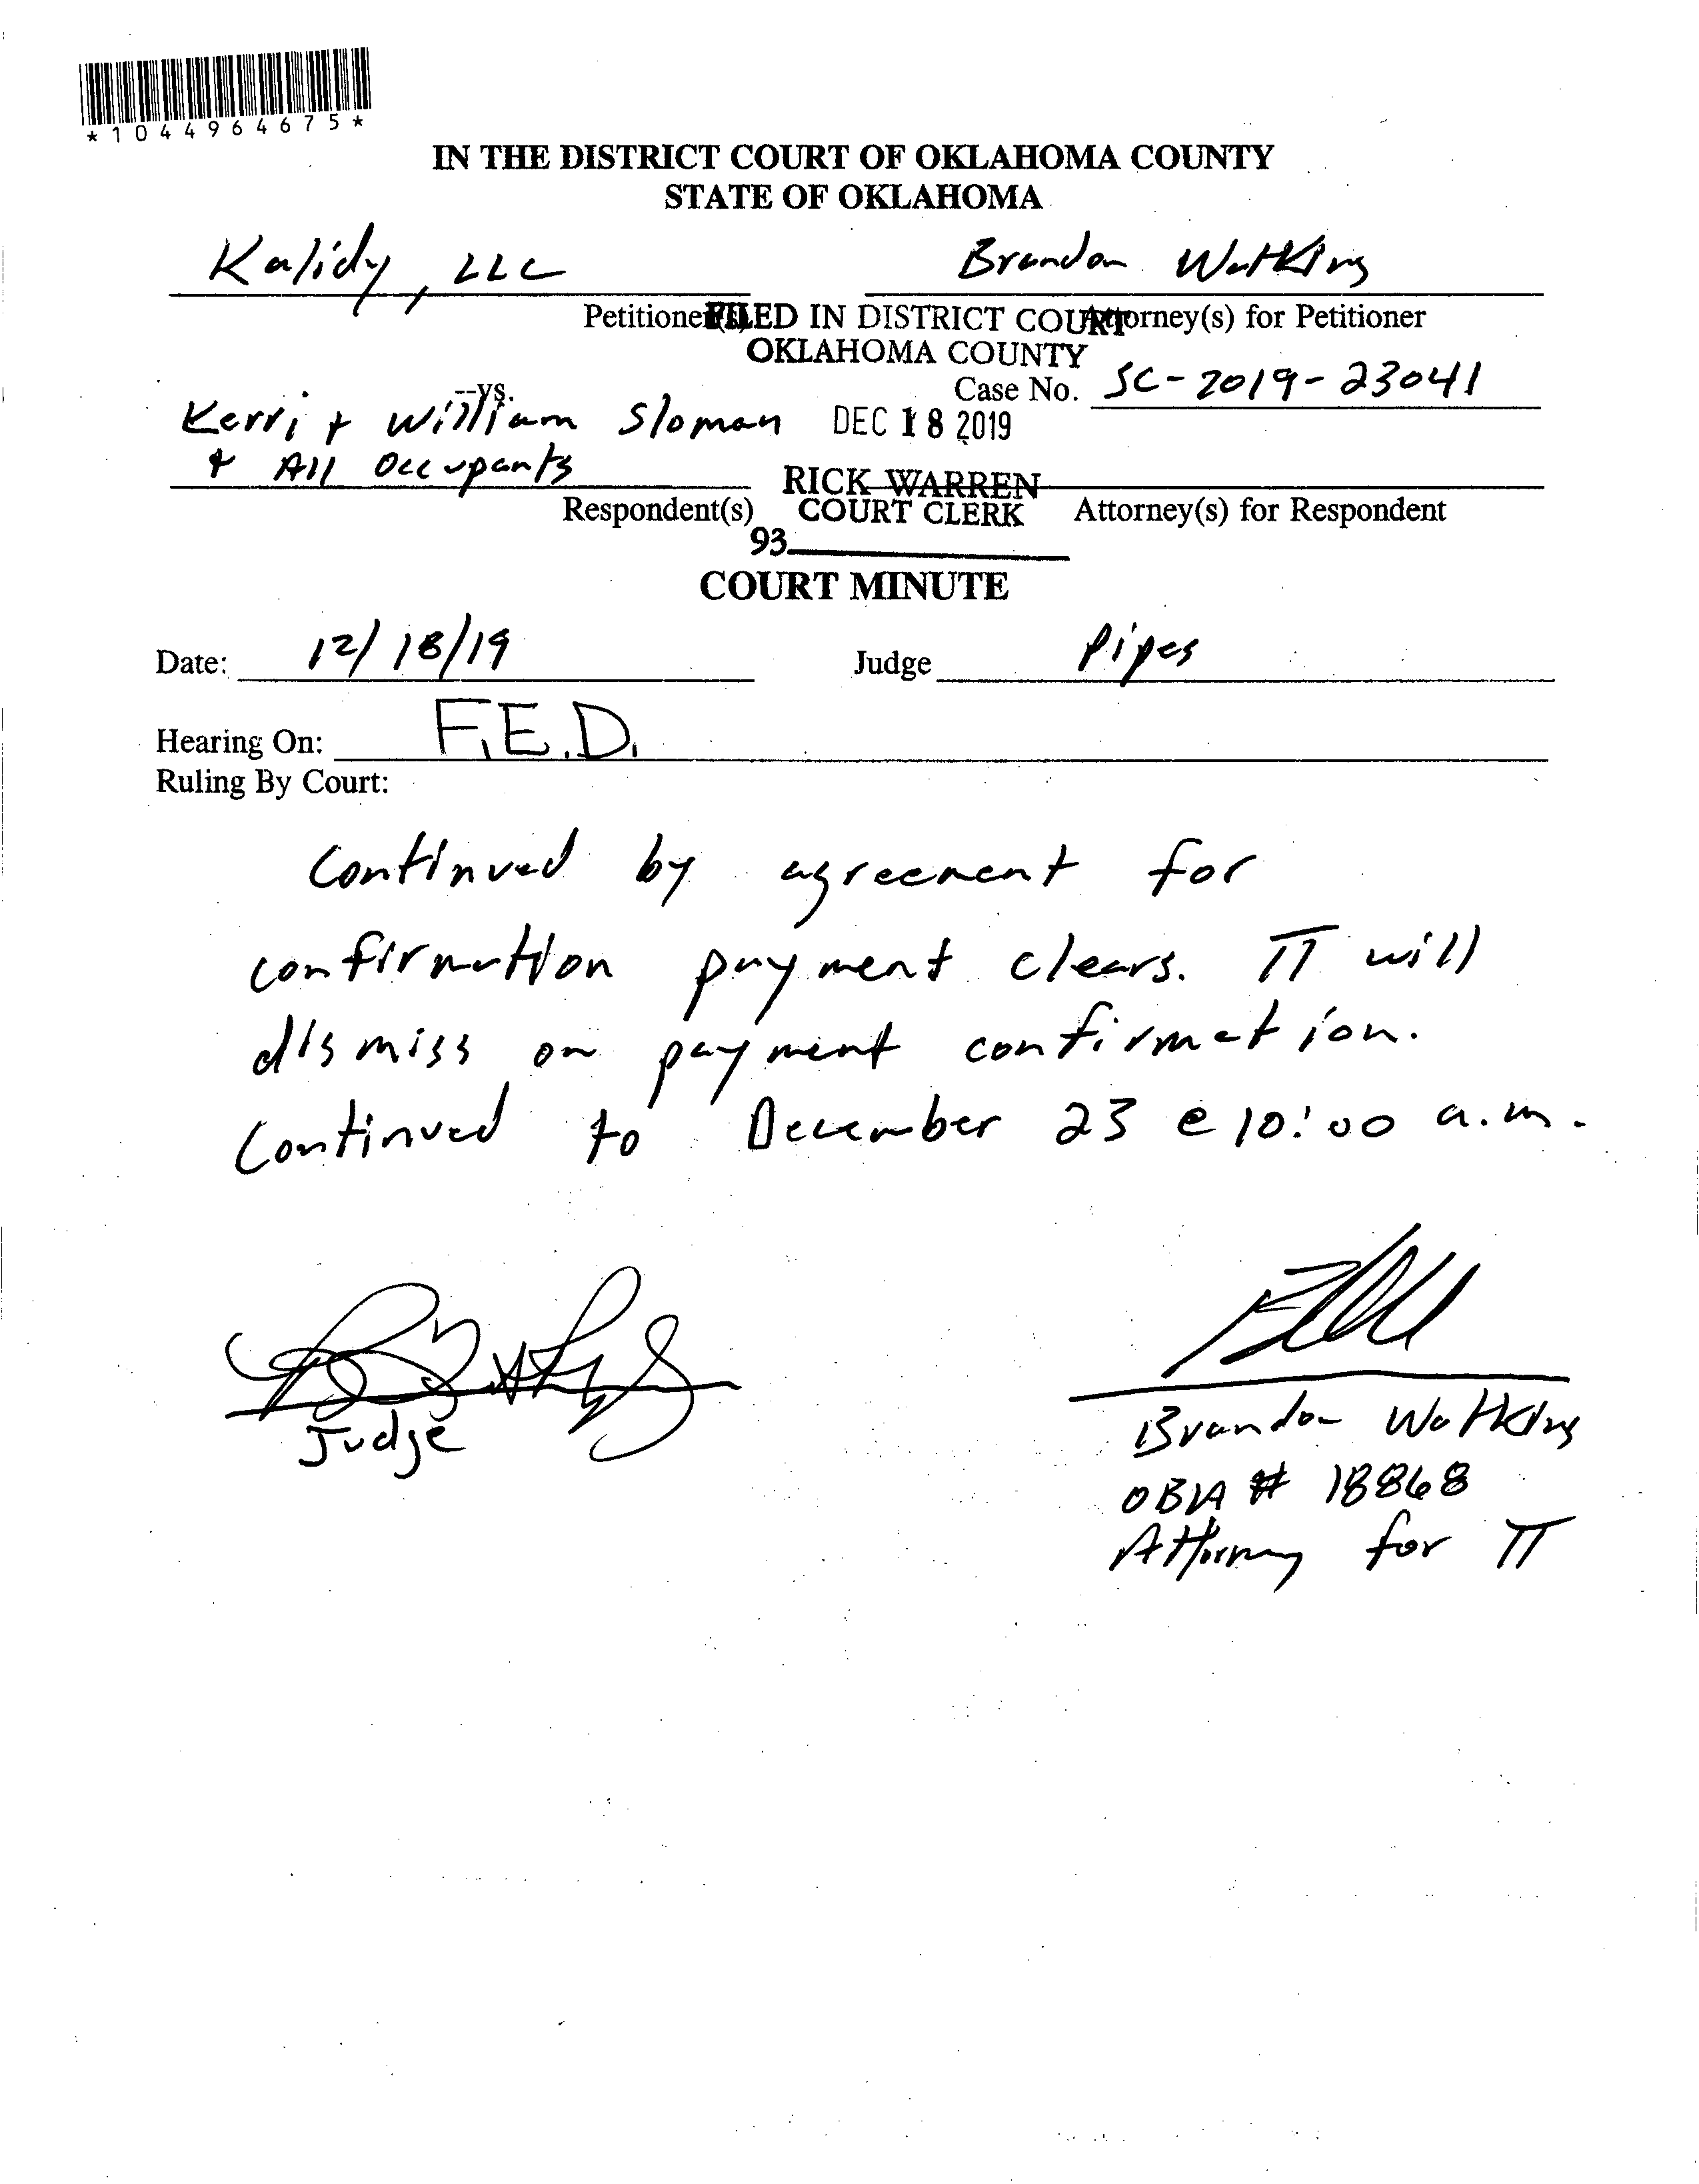 *1044964675*
IN THE DISTRICT COURT OF OKLAHOMA COUNTY
STATE OF OKLAHOMA
Kalidy, LLC Brandon Watkins
Petitioner(s) Attorney(s) for Petitioner
FILED IN DISTRICT COURT
OKLAHOMA COUNTY
--vs.
Case No. SC-2019-23041
Kerri + William Sloman
DEC 18 2019
+ All Occupants
RICK WARREN
Respondent(s) COURT CLERK Attorney(s) for Respondent
93
COURT MINUTE
Date: 12/18/19 Judge Pipes
Hearing On: F.E.D.
Ruling By Court:
Continued by agreement for
confirmation payment clears. π will
dismiss on payment confirmation.
Continued to December 23 @ 10:00 a.m.
Judge
Brandon Watkins
OBA # 18868
Attorney for π